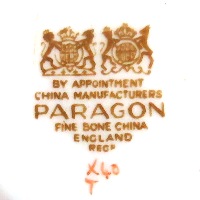 BY APPOINTMENT
CHINA MANUFACTURERS
PARAGON
FINE BONE CHINA
ENGLAND
REGD
X40
T